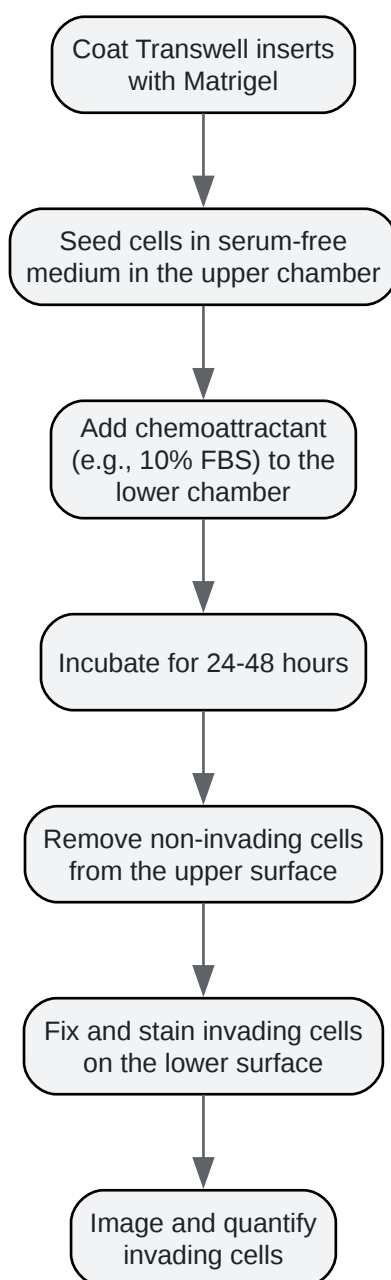 Coat Transwell inserts
with Matrigel
Seed cells in serum-free
medium in the upper chamber
Add chemoattractant
(e.g., 10% FBS) to the
lower chamber
Incubate for 24-48 hours
Remove non-invading cells
from the upper surface
Fix and stain invading cells
on the lower surface
Image and quantify
invading cells